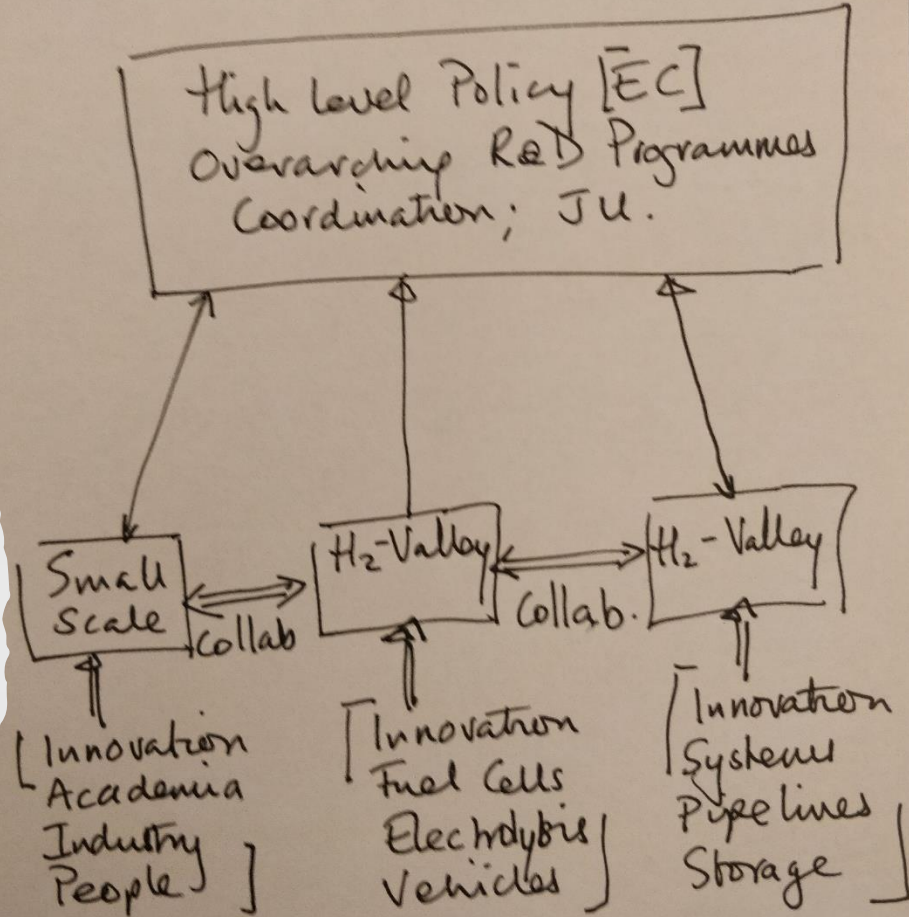 High Level Policy [EC]
Overarching R&D Programmes
Coordination; JU.
Small
Scale
Collab
H₂-Valley
Collab.
H₂-Valley
[Innovation
Academia
Industry
People]
[Innovation
Fuel Cells
Electrolysis
Vehicles]
[Innovation
Systems
Pipelines
Storage]